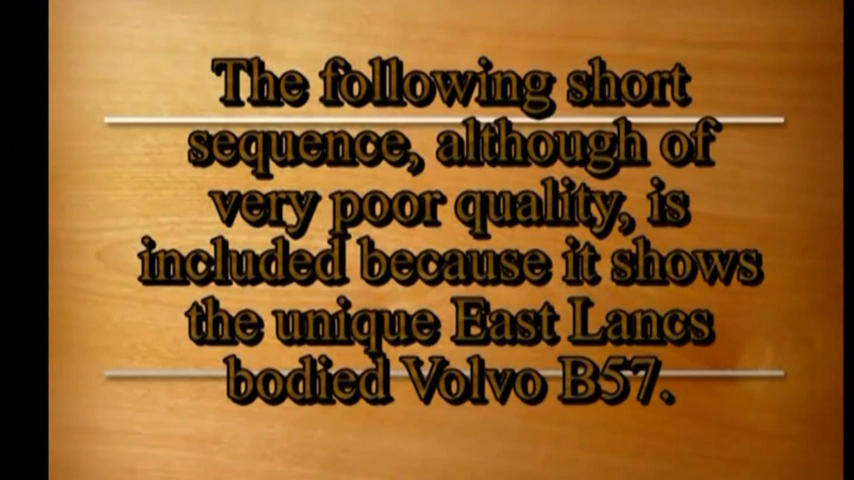 The following short
sequence, although of
very poor quality, is
included because it shows
the unique East Lancs
bodied Volvo B57.